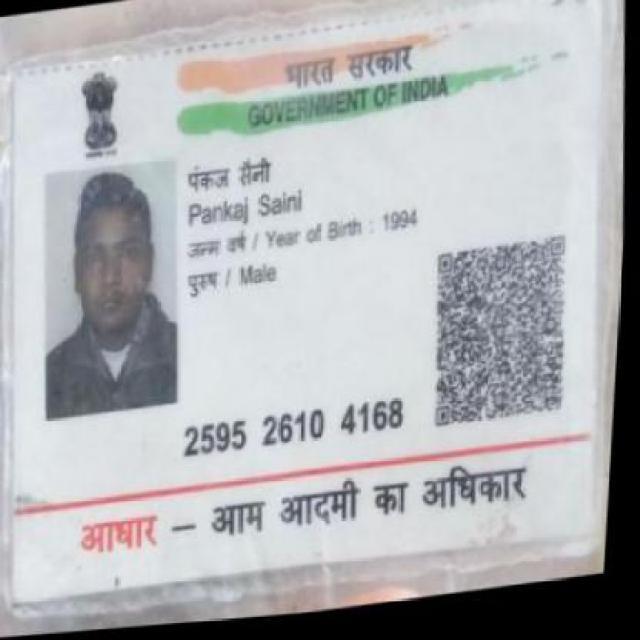 भारत सरकार
GOVERNMENT OF INDIA
पंकज सैनी
Pankaj Saini
जन्म वर्ष / Year of Birth : 1994
पुरुष / Male
2595 2610 4168
आधार – आम आदमी का अधिकार